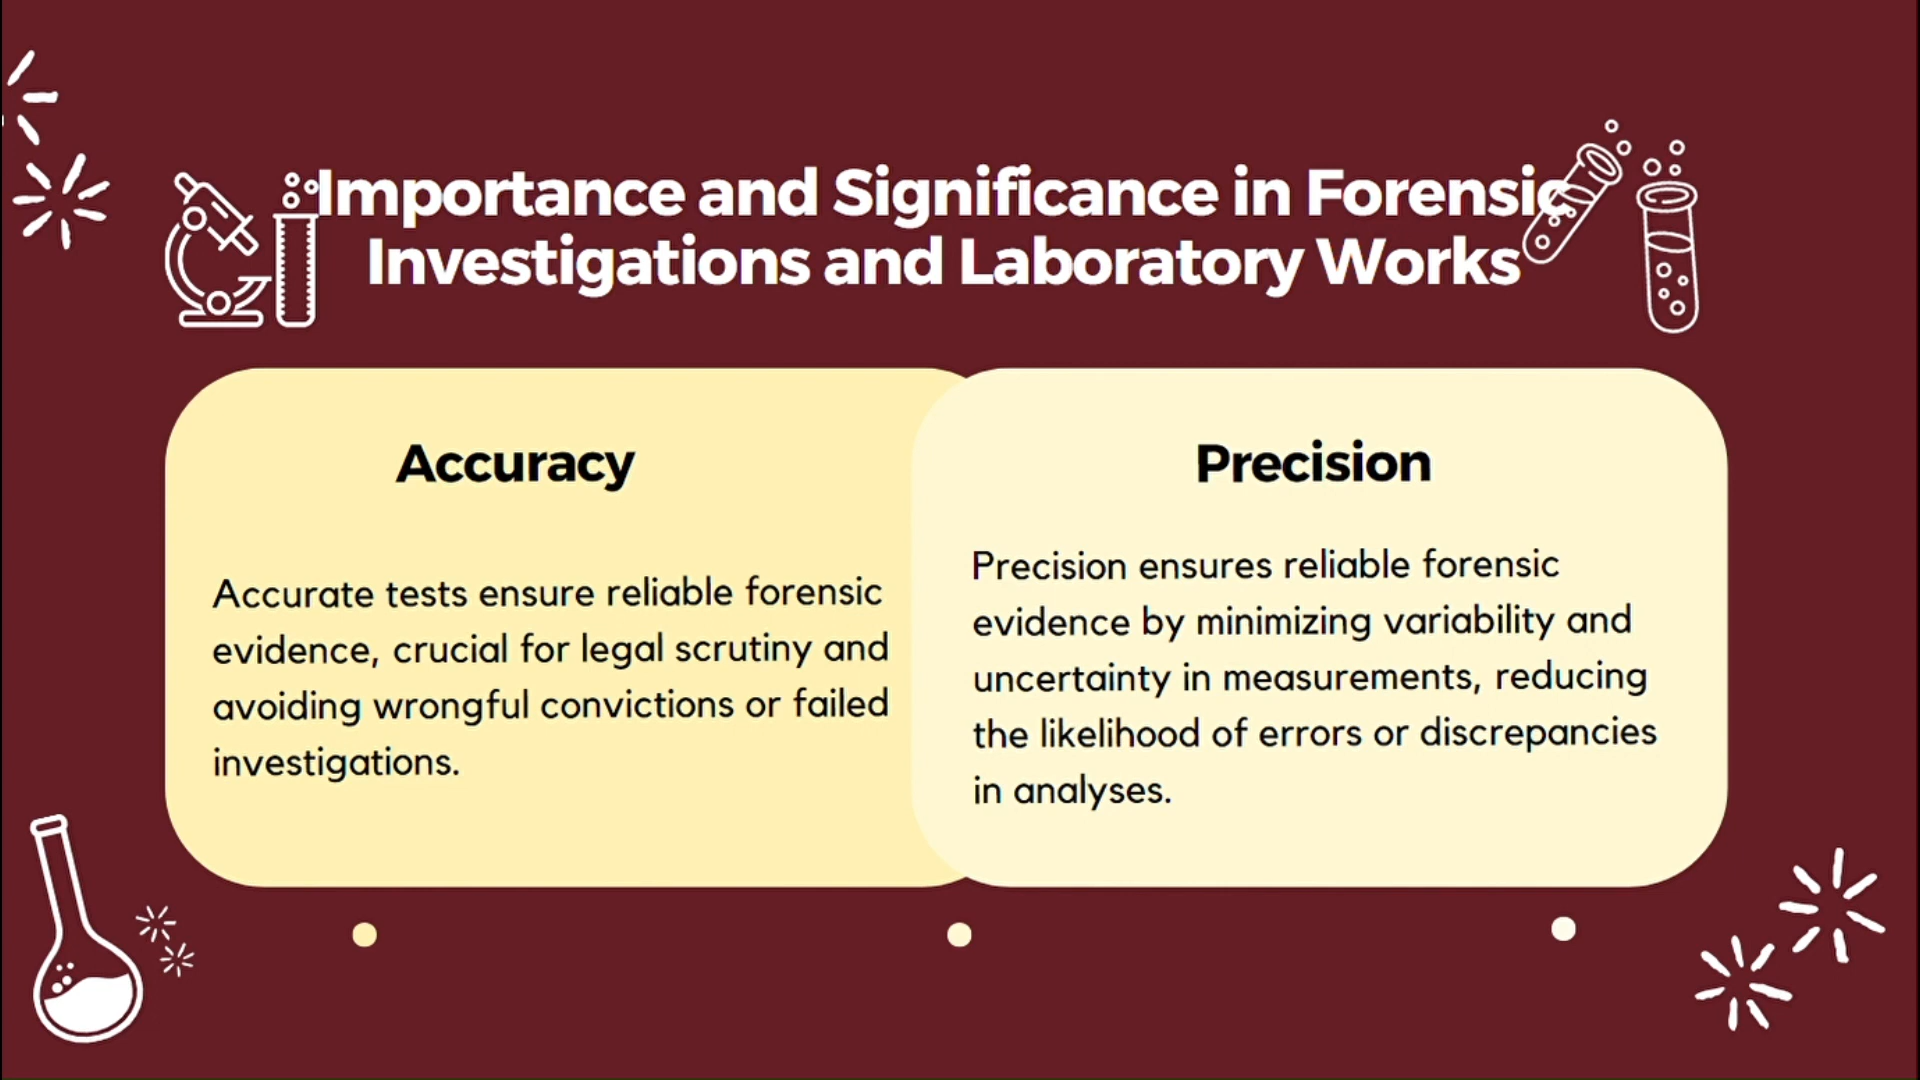 Importance and Significance in Forensic
Investigations and Laboratory Works
Accuracy
Accurate tests ensure reliable forensic
evidence, crucial for legal scrutiny and
avoiding wrongful convictions or failed
investigations.
Precision
Precision ensures reliable forensic
evidence by minimizing variability and
uncertainty in measurements, reducing
the likelihood of errors or discrepancies
in analyses.